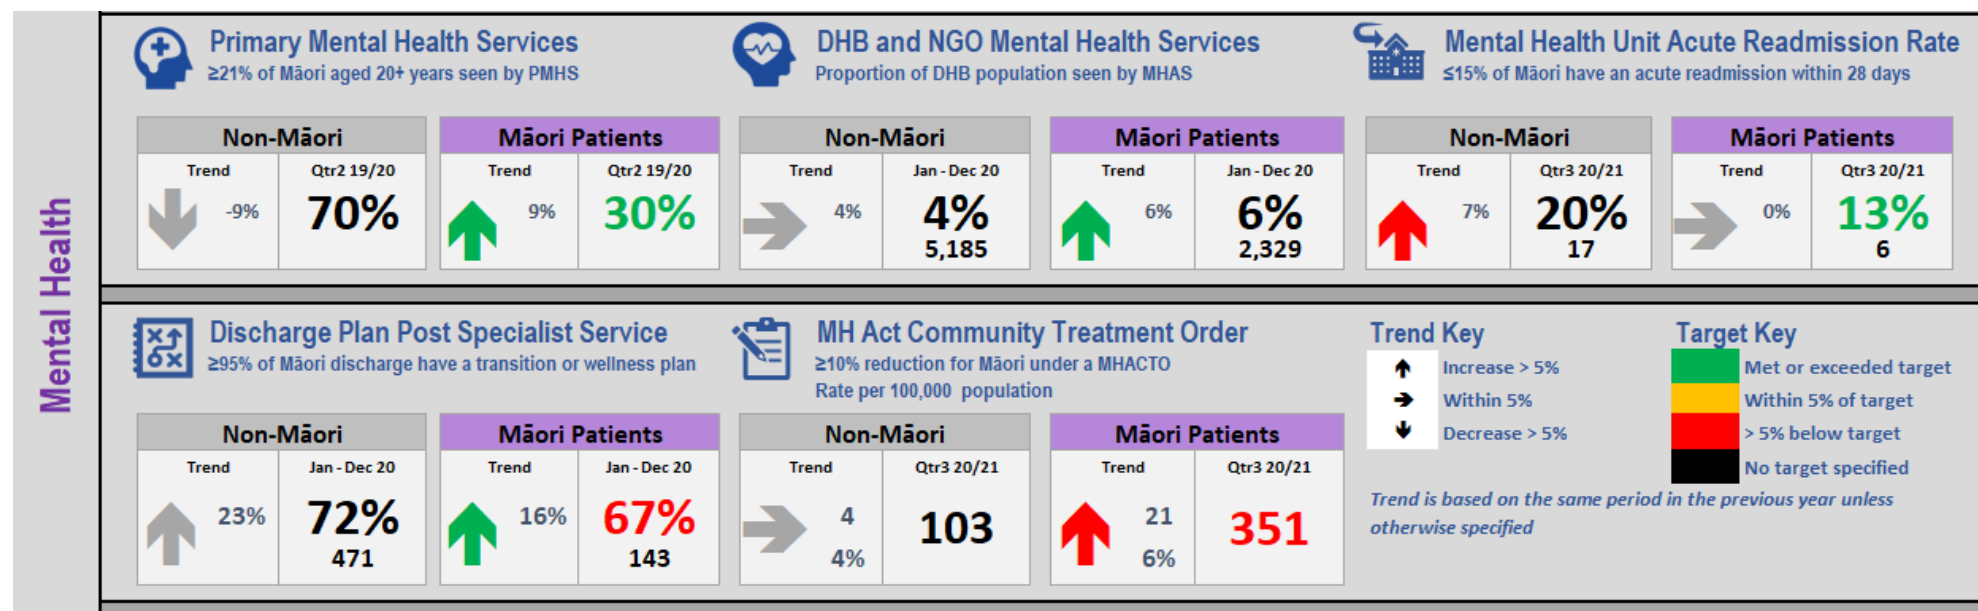 Mental Health
Primary Mental Health Services
≥21% of Māori aged 20+ years seen by PMHS
Non-Māori
Trend
Qtr2 19/20
-9%
70%
Māori Patients
Trend
Qtr2 19/20
9%
30%
DHB and NGO Mental Health Services
Proportion of DHB population seen by MHAS
Non-Māori
Trend
Jan - Dec 20
4%
4%
5,185
Māori Patients
Trend
Jan - Dec 20
6%
6%
2,329
Mental Health Unit Acute Readmission Rate
≤15% of Māori have an acute readmission within 28 days
Non-Māori
Trend
Qtr3 20/21
7%
20%
17
Māori Patients
Trend
Qtr3 20/21
0%
13%
6
Discharge Plan Post Specialist Service
≥95% of Māori discharge have a transition or wellness plan
Non-Māori
Trend
Jan - Dec 20
23%
72%
471
Māori Patients
Trend
Jan - Dec 20
16%
67%
143
MH Act Community Treatment Order
≥10% reduction for Māori under a MHACTO
Rate per 100,000 population
Non-Māori
Trend
Qtr3 20/21
4
4%
103
Māori Patients
Trend
Qtr3 20/21
21
6%
351
Trend Key
Increase > 5%
Within 5%
Decrease > 5%
Target Key
Met or exceeded target
Within 5% of target
> 5% below target
No target specified
Trend is based on the same period in the previous year unless
otherwise specified